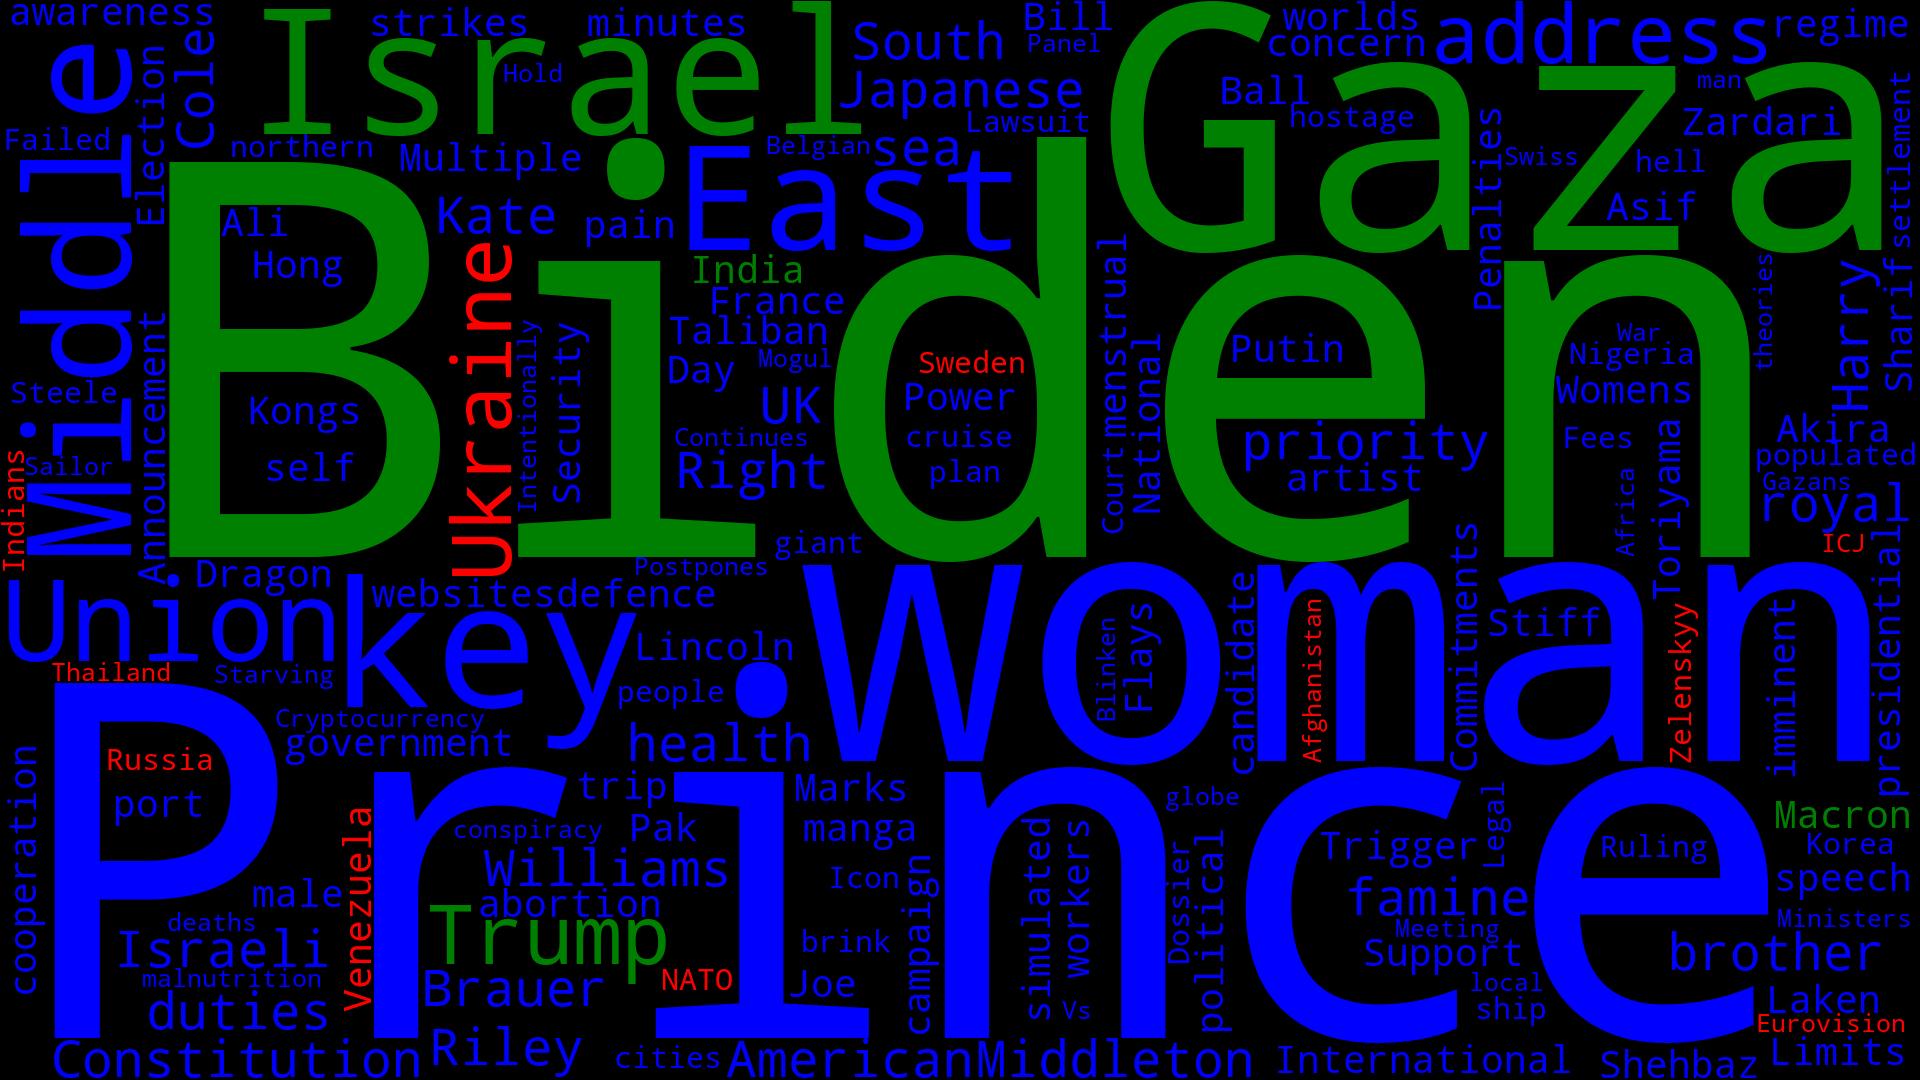 awareness
strikes
minutes
Bill
worlds
address
regime
Israel
Gaza
South
Panel
concern
Cole
Hold
man
Middle
Election
Japanese
Ball
hostage
Zardari
settlement
Failed
northern
Multiple
Lawsuit
Belgian
sea
Penalties
Swiss
hell
East
Biden
Ali
Kate
pain
Asif
Hong
Ukraine
India
France
menstrual
theories
Harry
Sharif
Announcement
Intentionally
Security
Taliban
Day
Mogul
Sweden
National
Putin
War
Nigeria
Womens
Steele
Kongs
UK
Power
Continues
cruise
plan
Court
priority
artist
Fees
Akira
populated
Gazans
Indians
Sailor
self
Right
Africa
Toriyama
royal
ICJ
giant
Postpones
Dragon
Union
key
websitesdefence
woman
candidate
Commitments
Stiff
presidential
Lincoln
Blinken
Flays
Afghanistan
Zelenskyy
imminent
Thailand
Starving
people
Prince
Cryptocurrency
government
health
Russia
port
cooperation
trip
Marks
globe
Legal
Macron
Venezuela
conspiracy
Pak
manga
simulated
workers
Dossier
political
Trigger
Ruling
Korea
male
Williams
abortion
Icon
campaign
famine
speech
deaths
Trump
Meeting
Ministers
Israeli
brink
Support
brother
malnutrition
NATO
Joe
local
duties
Brauer
Vs
ship
Laken
Eurovision
Constitution
Riley
cities
American
Middleton
International
Shehbaz
Limits